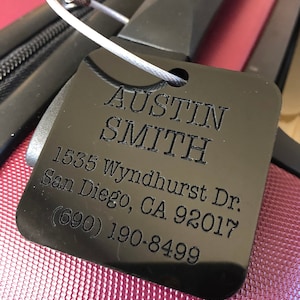 AUSTIN
SMITH
1535 Wyndhurst Dr.
San Diego, CA 92017
(690) 190-8499